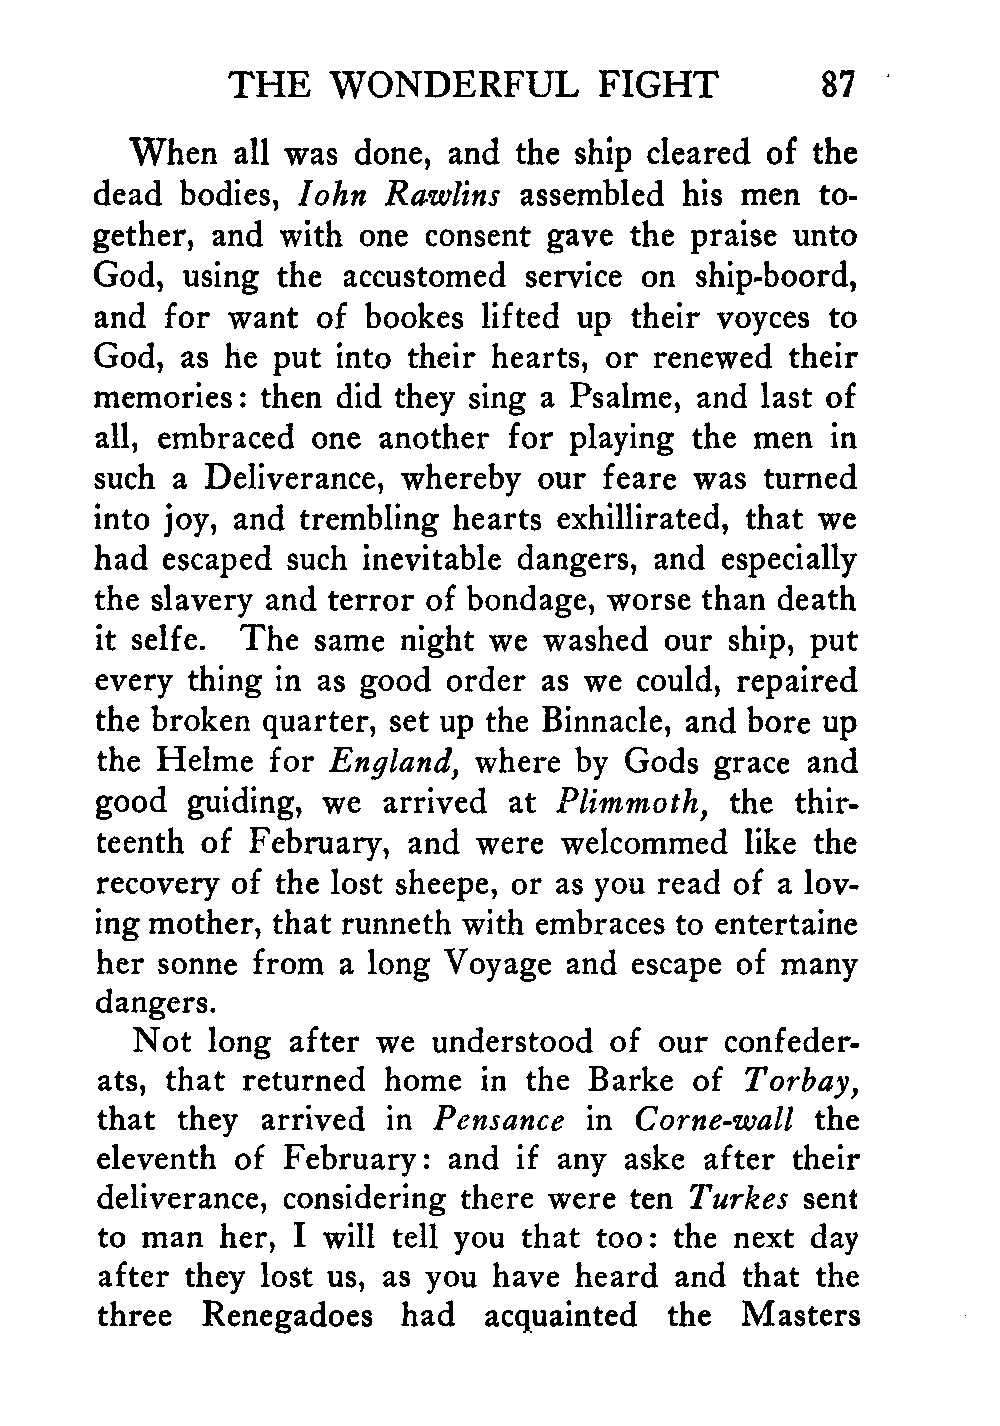 THE WONDERFUL FIGHT 87
When all was done, and the ship cleared of the
dead bodies, Iohn Rawlins assembled his men to-
gether, and with one consent gave the praise unto
God, using the accustomed service on ship-boord,
and for want of bookes lifted up their voyces to
God, as he put into their hearts, or renewed their
memories: then did they sing a Psalme, and last of
all, embraced one another for playing the men in
such a Deliverance, whereby our feare was turned
into joy, and trembling hearts exhillirated, that we
had escaped such inevitable dangers, and especially
the slavery and terror of bondage, worse than death
it selfe. The same night we washed our ship, put
every thing in as good order as we could, repaired
the broken quarter, set up the Binnacle, and bore up
the Helme for England, where by Gods grace and
good guiding, we arrived at Plimmoth, the thir-
teenth of February, and were welcommed like the
recovery of the lost sheepe, or as you read of a lov-
ing mother, that runneth with embraces to entertaine
her sonne from a long Voyage and escape of many
dangers.
Not long after we understood of our confeder-
ats, that returned home in the Barke of Torbay,
that they arrived in Pensance in Corne-wall the
eleventh of February: and if any aske after their
deliverance, considering there were ten Turkes sent
to man her, I will tell you that too: the next day
after they lost us, as you have heard and that the
three Renegadoes had acquainted the Masters